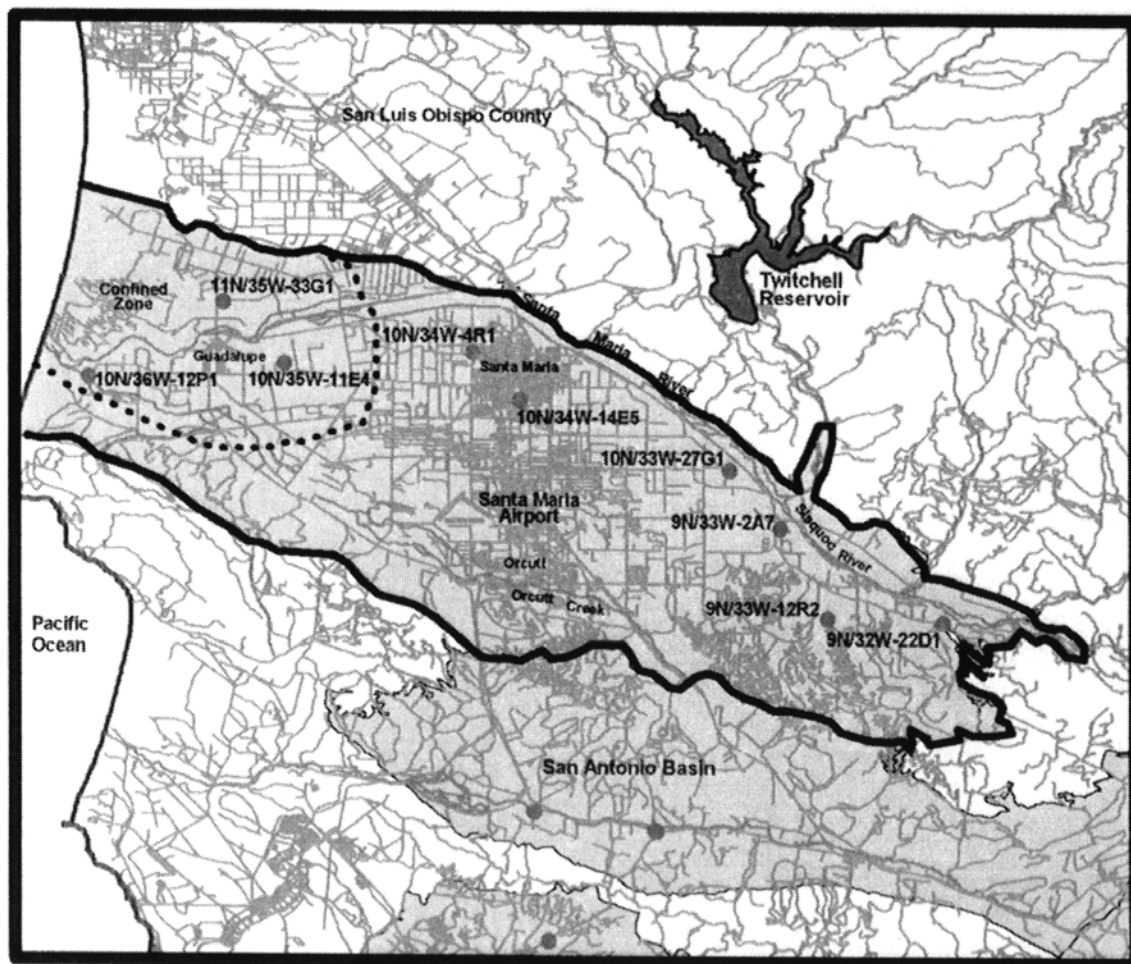 San Luis Obispo County
Twitchell
Reservoir
Confined
Zone
11N/35W-33G1
Santa
Maria
River
10N/34W-4R1
Guadalupe
Santa Maria
10N/36W-12P1
10N/35W-11E4
10N/34W-14E5
10N/33W-27G1
Santa Maria
Airport
9N/33W-2A7
Sisquoc River
Orcutt
Orcutt Creek
9N/33W-12R2
9N/32W-22D1
Pacific
Ocean
San Antonio Basin